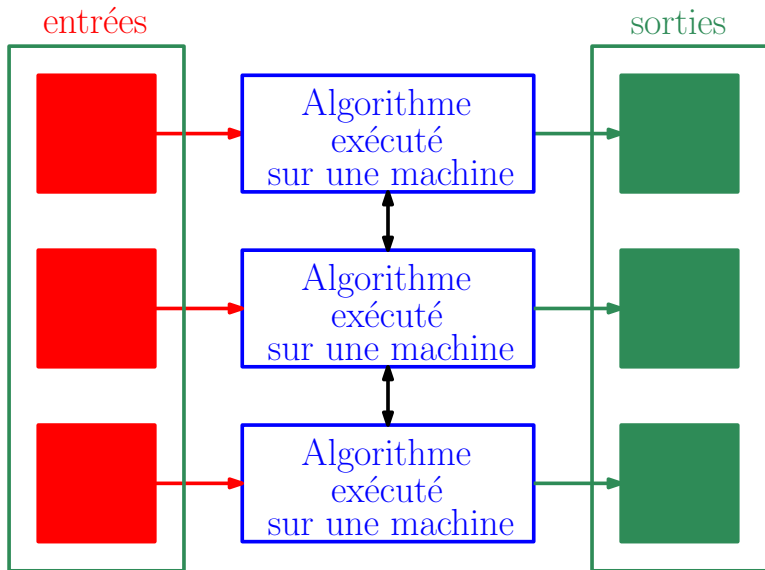 entrées
sorties
Algorithme
exécuté
sur une machine
Algorithme
exécuté
sur une machine
Algorithme
exécuté
sur une machine